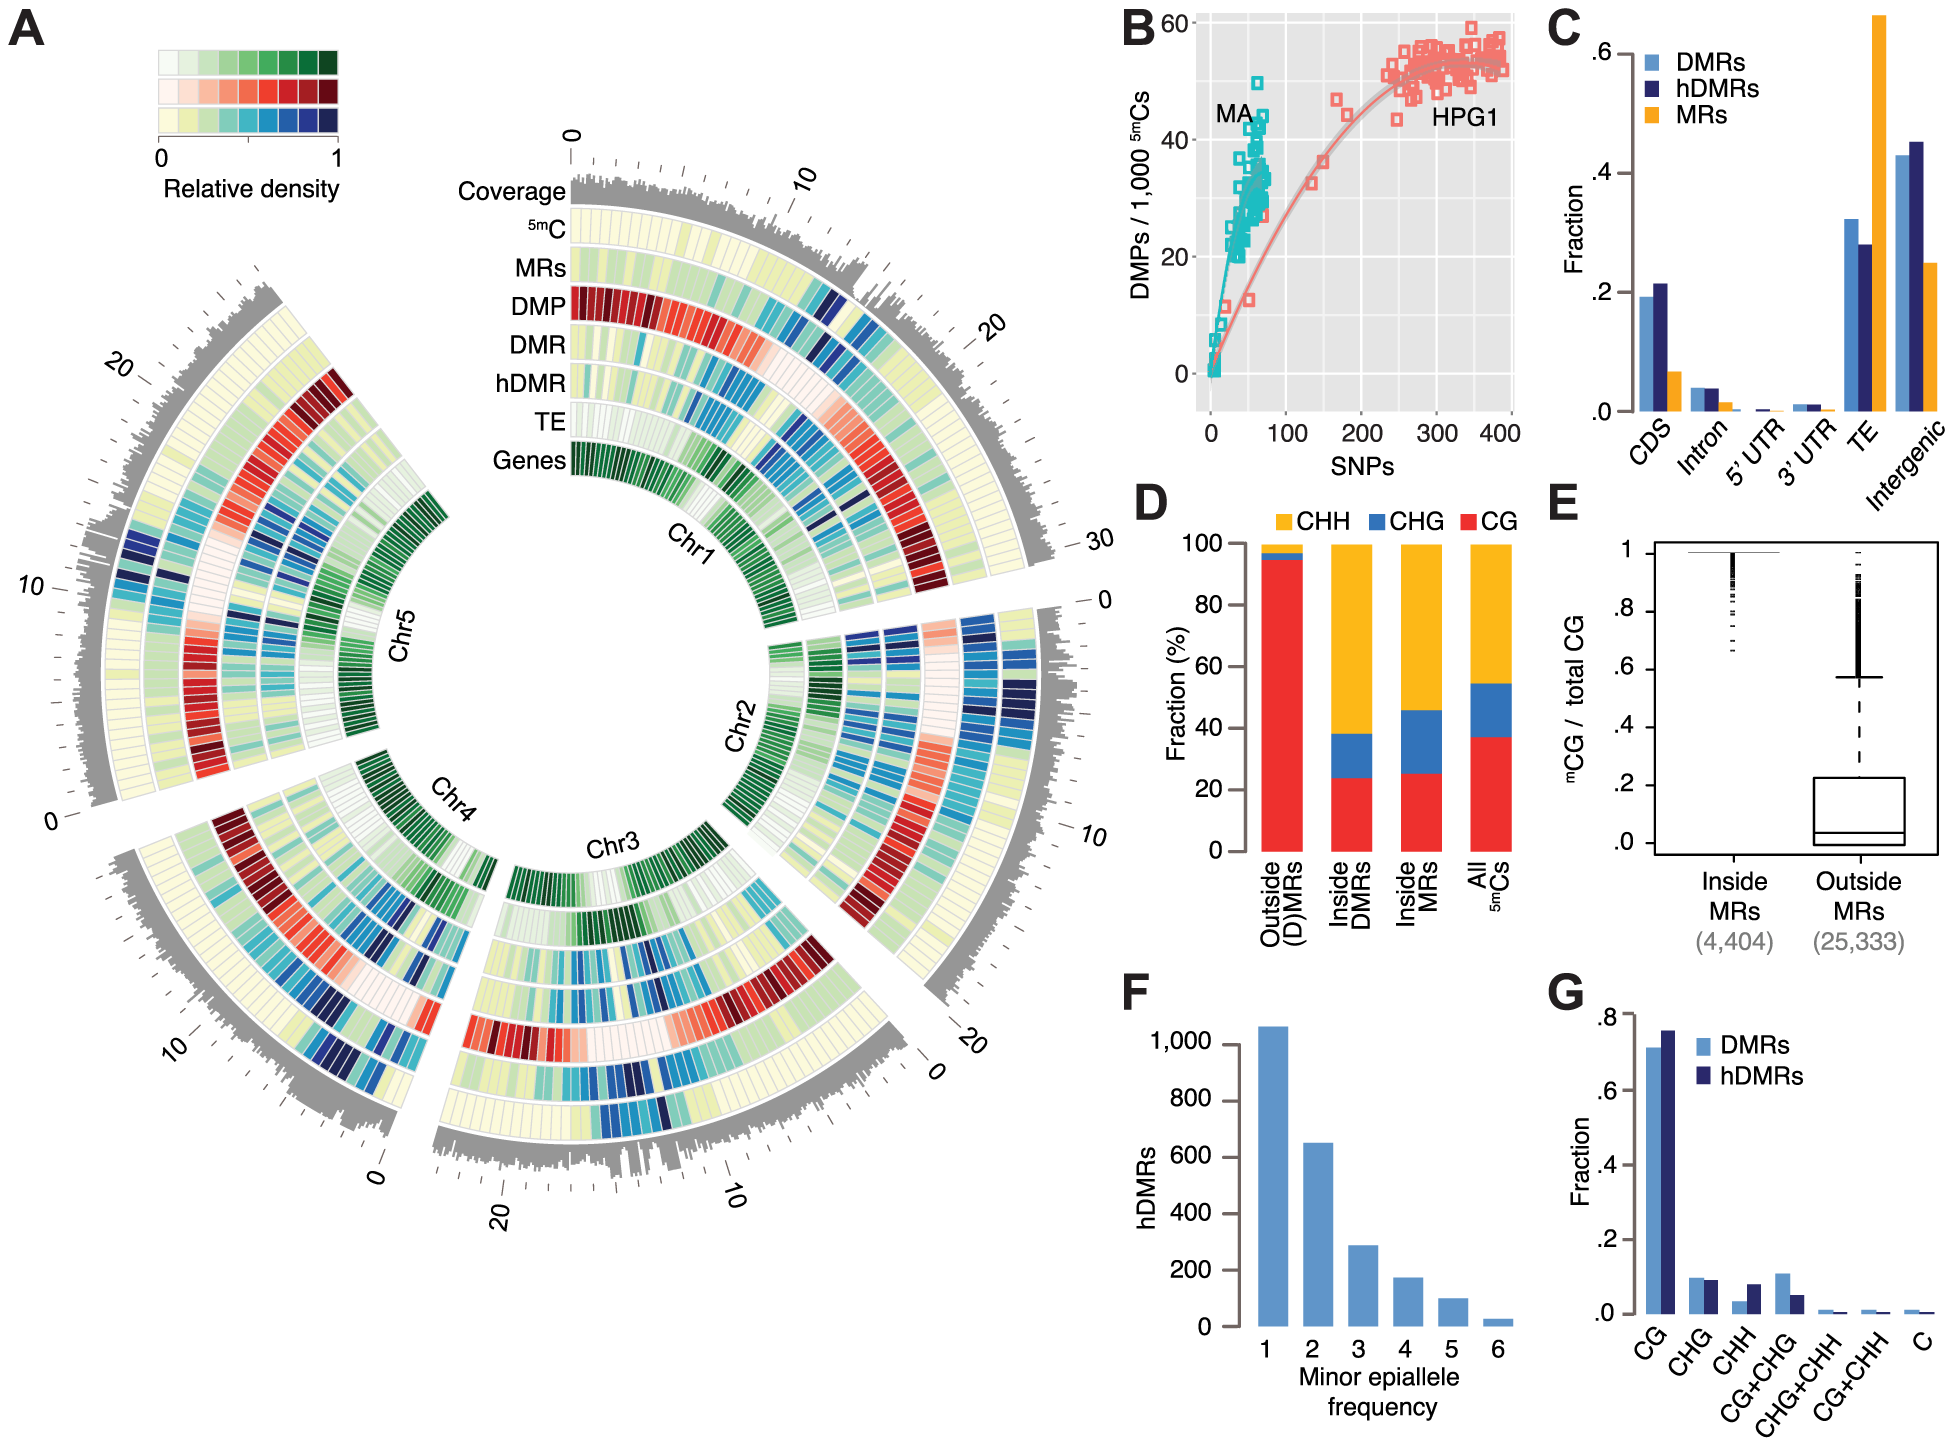 A
0 1
Relative density
Coverage
5mC
MRs
DMP
DMR
hDMR
TE
Genes
0
10
20
30
Chr1
0
10
20
Chr2
0
10
20
Chr3
0
10
Chr4
0
10
20
Chr5
B
DMPs / 1,000 5mCs
60
40
20
0
MA
HPG1
0 100 200 300 400
SNPs
C
Fraction
.6
.4
.2
.0
DMRs
hDMRs
MRs
CDS
Intron
5' UTR
3' UTR
TE
Intergenic
D
CHH CHG CG
Fraction (%)
100
80
60
40
20
0
Outside
(D)MRs
Inside
DMRs
Inside
MRs
All
5mCs
E
mCG / total CG
1
.8
.6
.4
.2
.0
Inside
MRs
(4,404)
Outside
MRs
(25,333)
F
hDMRs
1,000
800
600
400
200
0
1 2 3 4 5 6
Minor epiallele
frequency
G
Fraction
.8
.6
.4
.2
.0
DMRs
hDMRs
CG
CHG
CHH
CG+CHG
CHG+CHH
CG+CHH
C